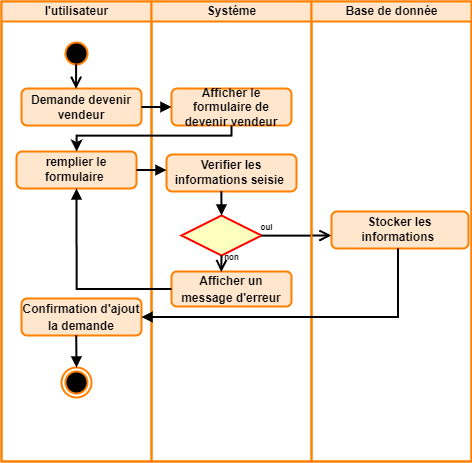 l'utilisateur
Systéme
Base de donnée
Demande devenir
vendeur
Afficher le
formulaire de
devenir vendeur
remplier le
formulaire
Verifier les
informations seisie
oui
Stocker les
informations
non
Afficher un
message d'erreur
Confirmation d'ajout
la demande